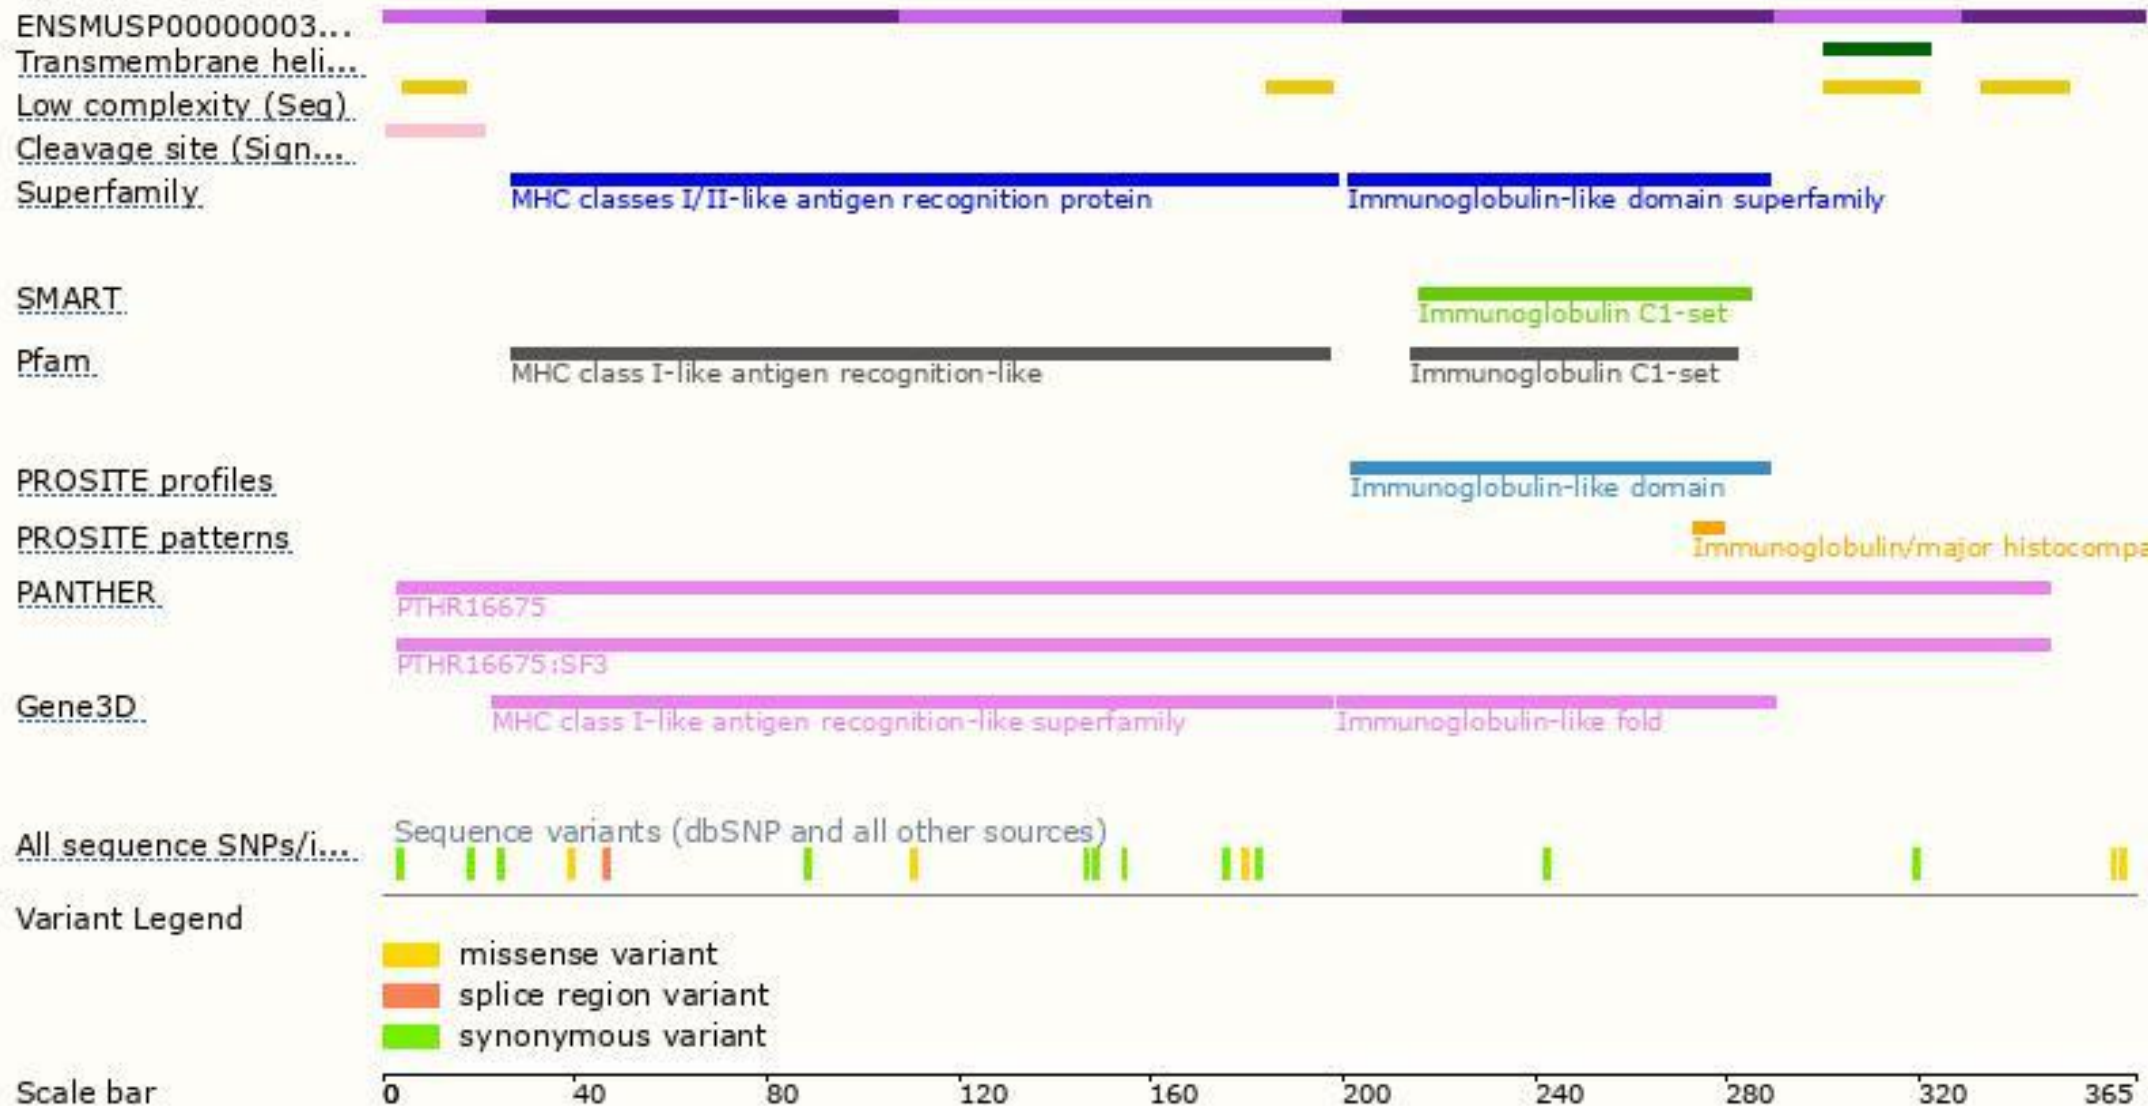 ENSMUSP00000003...
Transmembrane heli...
Low complexity (Seg)
Cleavage site (Sign...
Superfamily
MHC classes I/II-like antigen recognition protein
Immunoglobulin-like domain superfamily
SMART
Immunoglobulin C1-set
Pfam
MHC class I-like antigen recognition-like
Immunoglobulin C1-set
PROSITE profiles
Immunoglobulin-like domain
PROSITE patterns
Immunoglobulin/major histocompa
PANTHER
PTHR16675
PTHR16675:SF3
Gene3D
MHC class I-like antigen recognition-like superfamily
Immunoglobulin-like fold
Sequence variants (dbSNP and all other sources)
All sequence SNPs/i...
Variant Legend
missense variant
splice region variant
synonymous variant
Scale bar
0 40 80 120 160 200 240 280 320 365